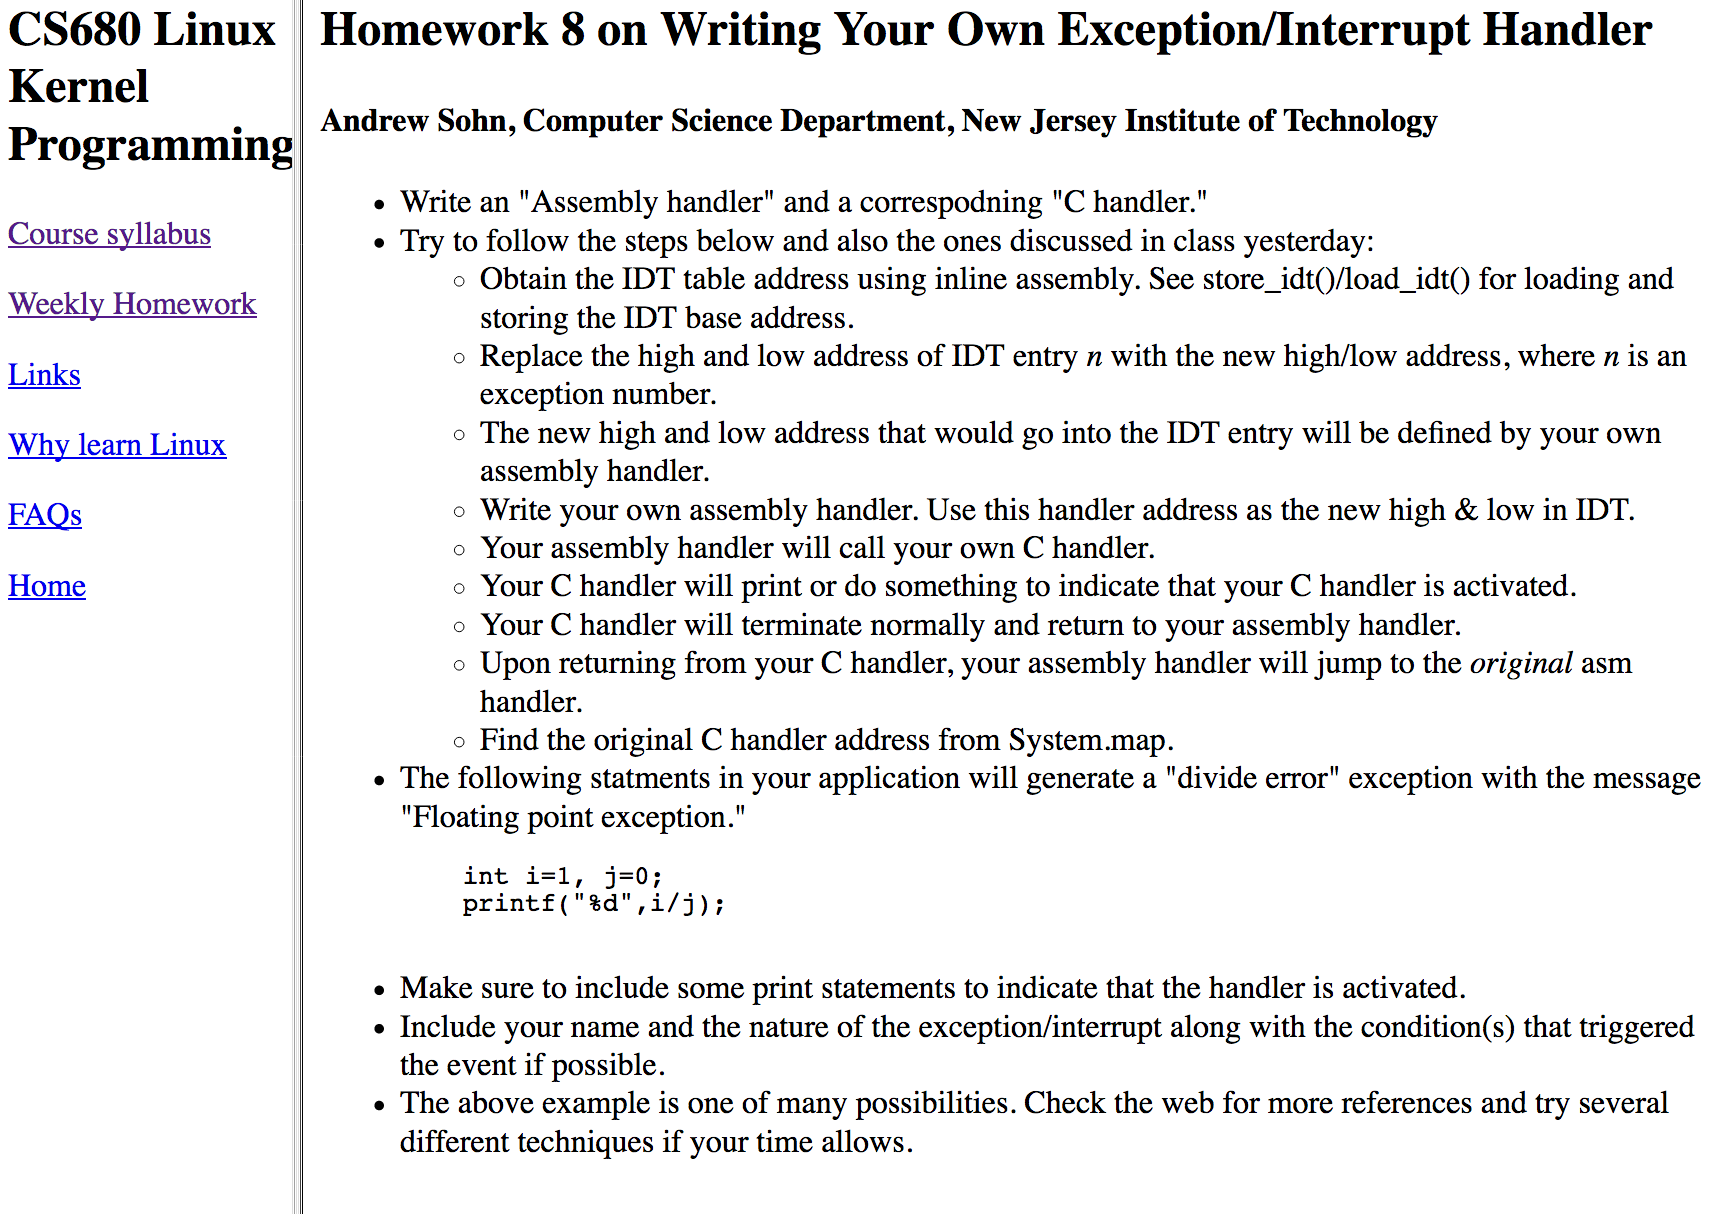 CS680 Linux
Kernel
Programming
Course syllabus
Weekly Homework
Links
Why learn Linux
FAQs
Home
Homework 8 on Writing Your Own Exception/Interrupt Handler
Andrew Sohn, Computer Science Department, New Jersey Institute of Technology
• Write an "Assembly handler" and a correspodning "C handler."
• Try to follow the steps below and also the ones discussed in class yesterday:
◦ Obtain the IDT table address using inline assembly. See store_idt()/load_idt() for loading and
storing the IDT base address.
◦ Replace the high and low address of IDT entry n with the new high/low address, where n is an
exception number.
◦ The new high and low address that would go into the IDT entry will be defined by your own
assembly handler.
◦ Write your own assembly handler. Use this handler address as the new high & low in IDT.
◦ Your assembly handler will call your own C handler.
◦ Your C handler will print or do something to indicate that your C handler is activated.
◦ Your C handler will terminate normally and return to your assembly handler.
◦ Upon returning from your C handler, your assembly handler will jump to the original asm
handler.
◦ Find the original C handler address from System.map.
• The following statments in your application will generate a "divide error" exception with the message
"Floating point exception."
int i=1, j=0;
printf("%d",i/j);
• Make sure to include some print statements to indicate that the handler is activated.
• Include your name and the nature of the exception/interrupt along with the condition(s) that triggered
the event if possible.
• The above example is one of many possibilities. Check the web for more references and try several
different techniques if your time allows.